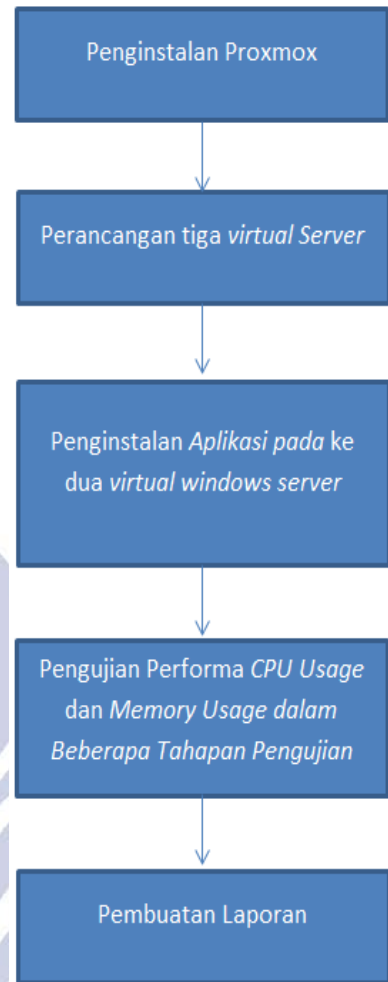 Penginstalan Proxmox
Perancangan tiga virtual Server
Penginstalan Aplikasi pada ke
dua virtual windows server
Pengujian Performa CPU Usage
dan Memory Usage dalam
Beberapa Tahapan Pengujian
Pembuatan Laporan